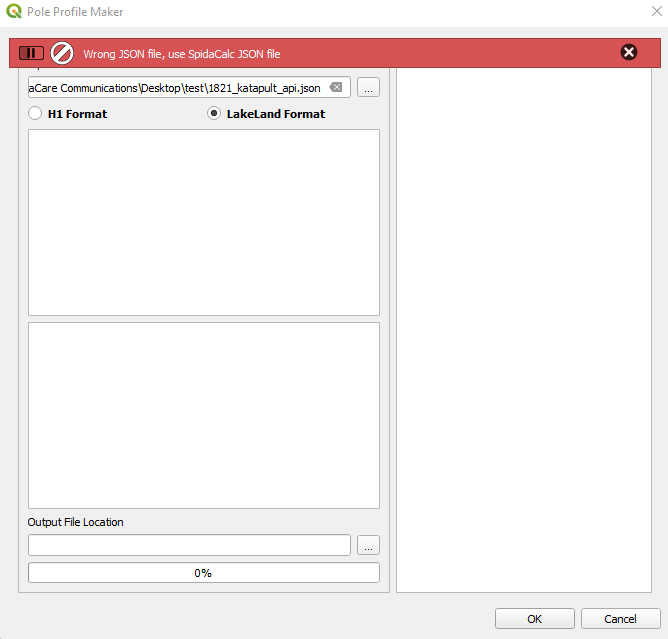 Pole Profile Maker
Wrong JSON file, use SpidaCalc JSON file
aCare Communications\Desktop\test\1821_katapult_api.json
...
H1 Format
LakeLand Format
Output File Location
...
0%
OK
Cancel